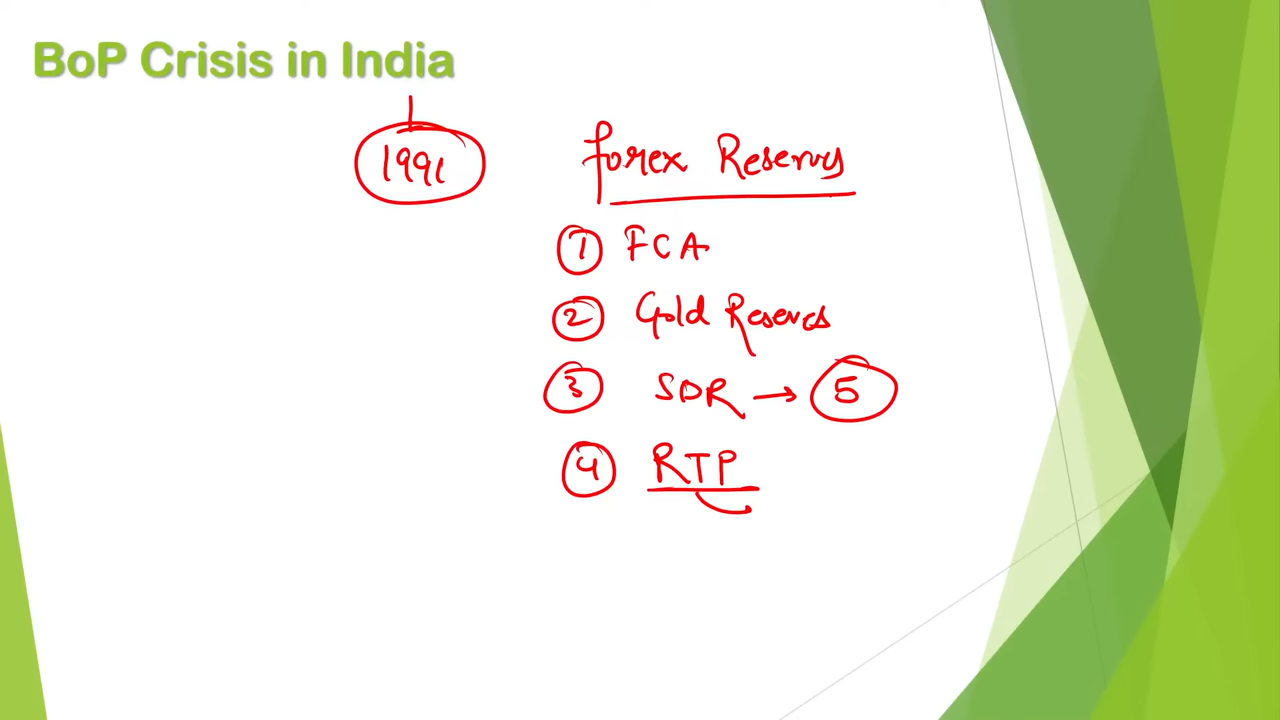 BoP Crisis in India
1991
Forex Reserves
1 FCA
2 Gold Reserves
3 SDR → 5
4 RTP